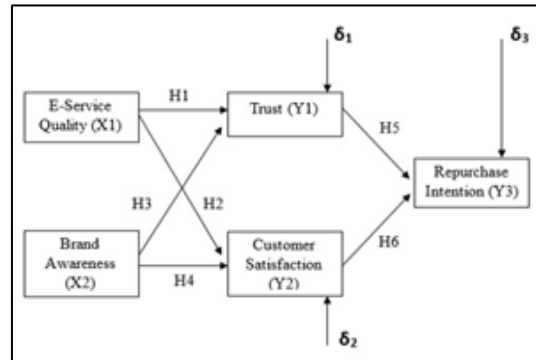 δ1
δ3
H1
E-Service
Quality (X1)
Trust (Y1)
H5
Repurchase
Intention (Y3)
H3
H2
Brand
Awareness
(X2)
Customer
Satisfaction
(Y2)
H6
H4
δ2